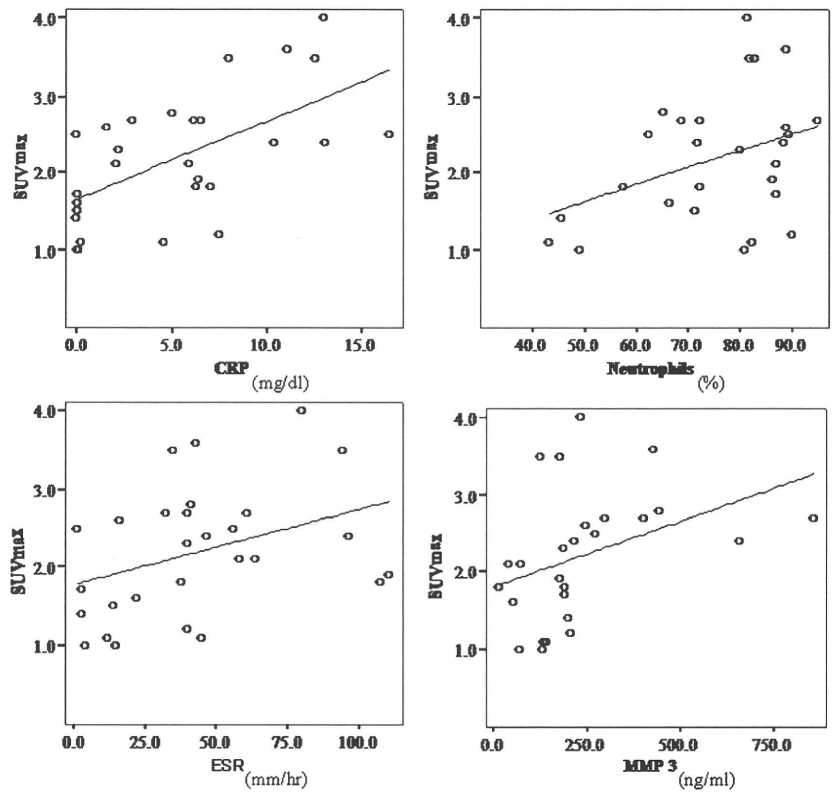 4.0
3.0
2.0
1.0
SUVmax
0.0 5.0 10.0 15.0
CRP
(mg/dl)
4.0
3.0
2.0
1.0
SUVmax
40.0 50.0 60.0 70.0 80.0 90.0
Neutrophils
(%)
4.0
3.0
2.0
1.0
SUVmax
0.0 25.0 50.0 75.0 100.0
ESR
(mm/hr)
4.0
3.0
2.0
1.0
SUVmax
0.0 250.0 500.0 750.0
MMP 3
(ng/ml)